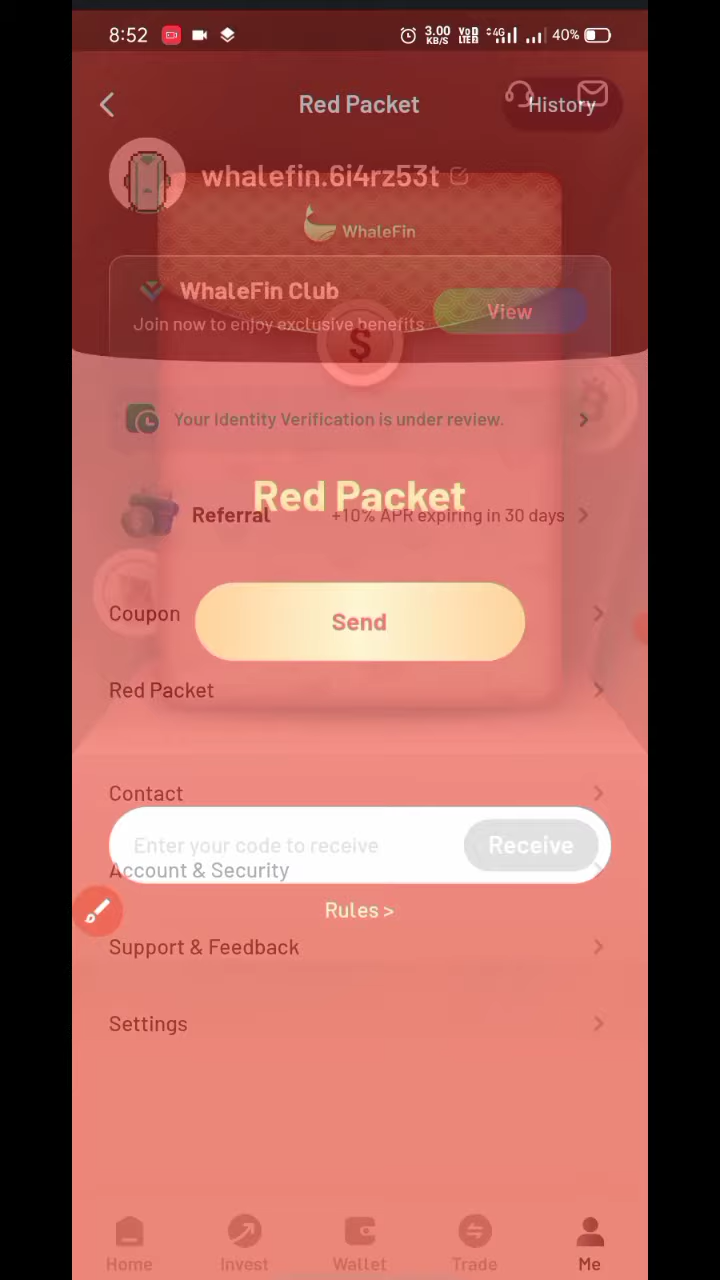 8:52
3.00 KB/S
VoD LTE
4G
40%
Red Packet
History
whalefin.6i4rz53t
WhaleFin
WhaleFin Club
Join now to enjoy exclusive benefits
View
$
Your Identity Verification is under review.
Red Packet
Referral
+10% APR expiring in 30 days
Coupon
Send
Red Packet
Contact
Enter your code to receive
Receive
Account & Security
Rules >
Support & Feedback
Settings
Home
Invest
Wallet
Trade
Me